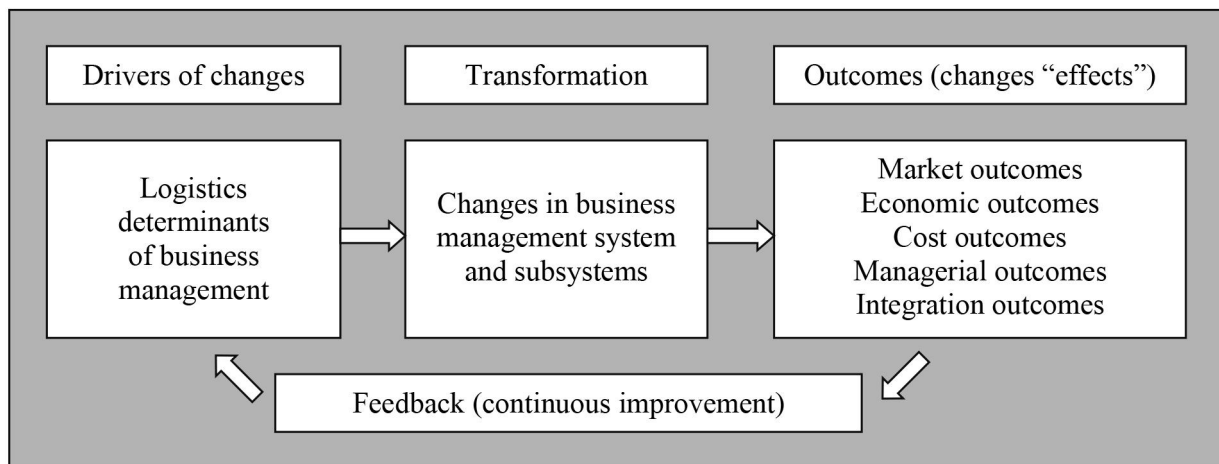 Drivers of changes
Transformation
Outcomes (changes “effects”)
Logistics
determinants
of business
management
Changes in business
management system
and subsystems
Market outcomes
Economic outcomes
Cost outcomes
Managerial outcomes
Integration outcomes
Feedback (continuous improvement)